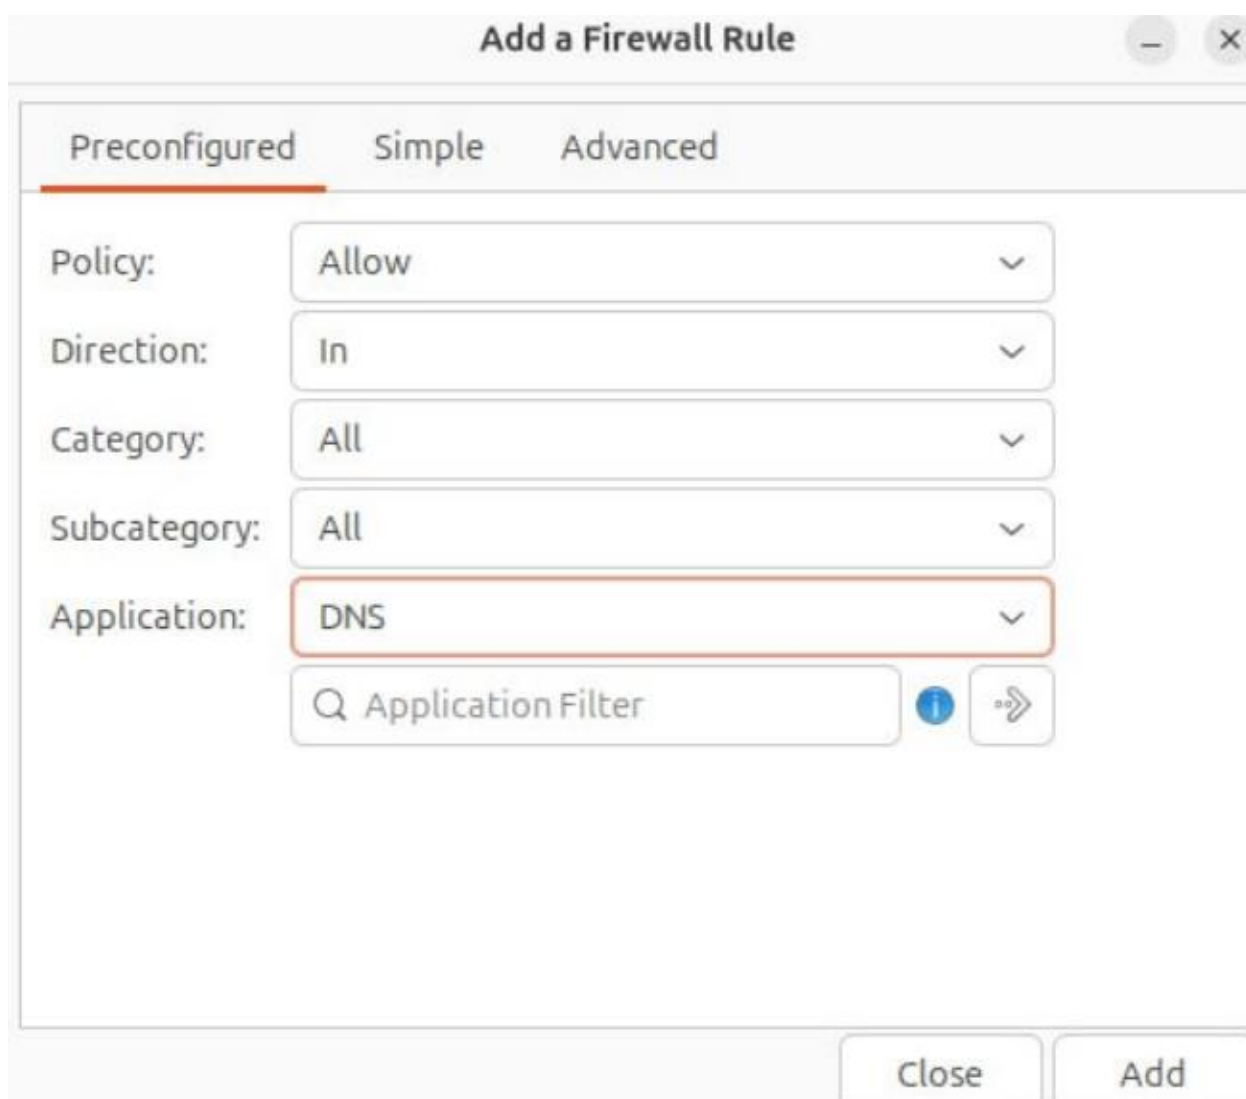 Add a Firewall Rule
Preconfigured Simple Advanced
Policy: Allow
Direction: In
Category: All
Subcategory: All
Application: DNS
Application Filter
Close Add